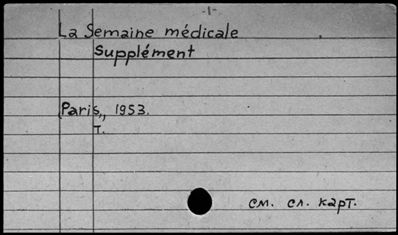 -1-
La Semaine médicale
Supplément
Paris,, 1953.
T.
см. сл. карт.